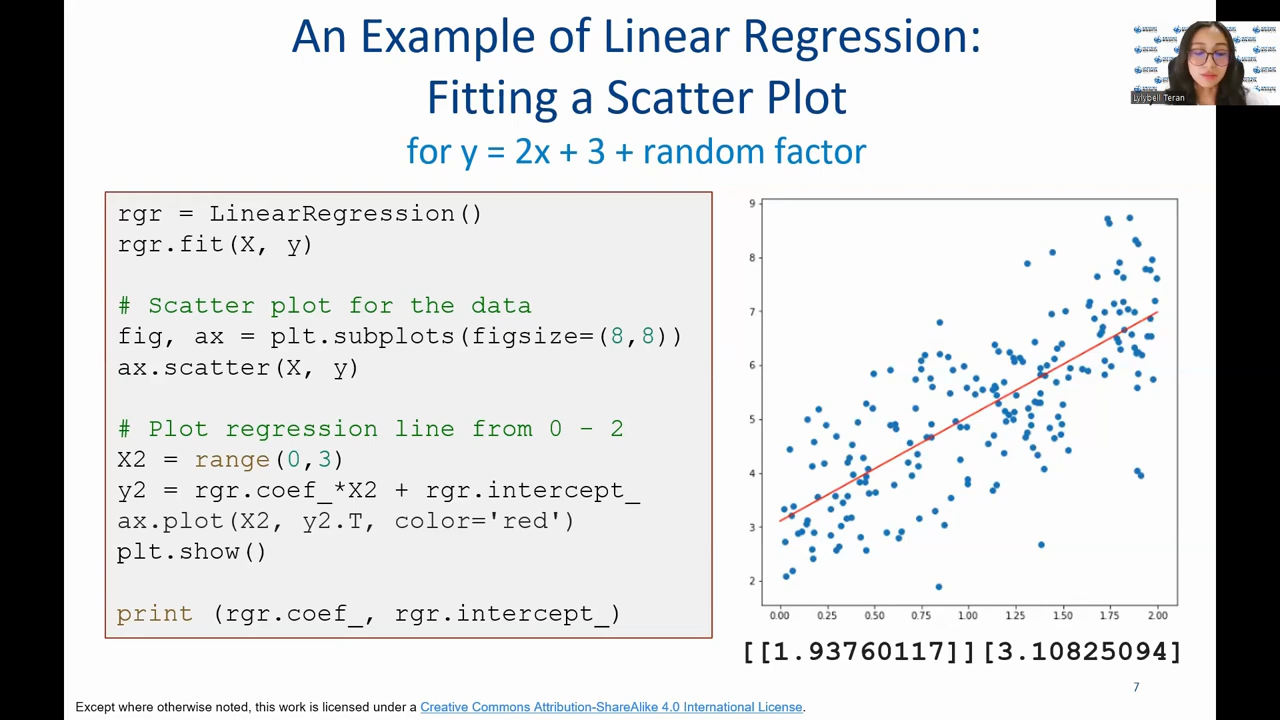 An Example of Linear Regression:
Fitting a Scatter Plot
for y = 2x + 3 + random factor
Lylybell Teran
rgr = LinearRegression()
rgr.fit(X, y)
# Scatter plot for the data
fig, ax = plt.subplots(figsize=(8,8))
ax.scatter(X, y)
# Plot regression line from 0 – 2
X2 = range(0,3)
y2 = rgr.coef_*X2 + rgr.intercept_
ax.plot(X2, y2.T, color='red')
plt.show()
print (rgr.coef_, rgr.intercept_)
9
8
7
6
5
4
3
2
0.00 0.25 0.50 0.75 1.00 1.25 1.50 1.75 2.00
[[1.93760117]] [3.10825094]
7
Except where otherwise noted, this work is licensed under a Creative Commons Attribution-ShareAlike 4.0 International License.